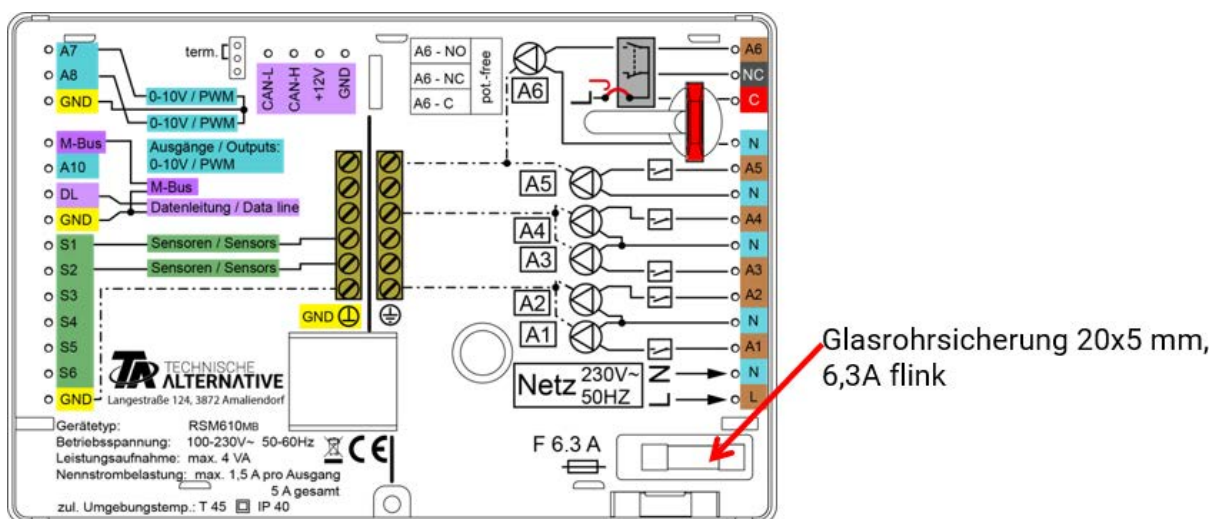 A7
A8
GND
M-Bus
A10
DL
GND
S1
S2
S3
S4
S5
S6
GND
0-10V / PWM
0-10V / PWM
Ausgänge / Outputs:
0-10V / PWM
M-Bus
Datenleitung / Data line
Sensoren / Sensors
Sensoren / Sensors
term.
CAN-L
CAN-H
+12V
GND
A6 - NO
A6 - NC
A6 - C
pot.-free
GND
A6
A5
A4
A3
A2
A1
A6
NC
C
N
A5
N
A4
N
A3
A2
N
A1
N
L
Netz 230V~
50HZ
L N
TA TECHNISCHE
ALTERNATIVE
Langestraße 124, 3872 Amaliendorf
Gerätetyp: RSM610MB
Betriebsspannung: 100-230V~ 50-60Hz
Leistungsaufnahme: max. 4 VA
Nennstrombelastung: max. 1,5 A pro Ausgang
5 A gesamt
zul. Umgebungstemp.: T 45 IP 40
CE
F 6.3 A
Glasrohrsicherung 20x5 mm,
6,3A flink